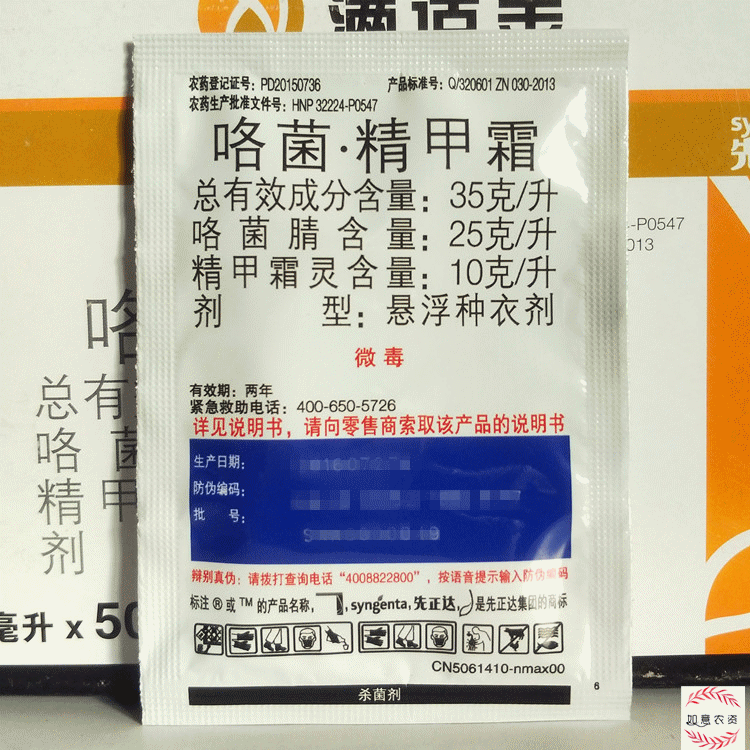 满适金
农药登记证号：PD20150736 产品标准号：Q/320601 ZN 030-2013
农药生产批准文件号：HNP 32224-P0547
咯菌·精甲霜
总有效成分含量：35克/升
咯菌腈含量：25克/升
精甲霜灵含量：10克/升
剂型：悬浮种衣剂
微毒
有效期：两年
紧急救助电话：400-650-5726
详见说明书，请向零售商索取该产品的说明书
生产日期：
防伪编码：
批号：
辩别真伪：请拨打查询电话“4008822800”，按语音提示输入防伪编码
标注®或™的产品名称，syngenta，先正达，是先正达集团的商标
CN5061410-nmax00
杀菌剂
6
sy
先
-P0547
013
咯
总有
咯菌
精甲
剂
毫升 x 50
如意农资